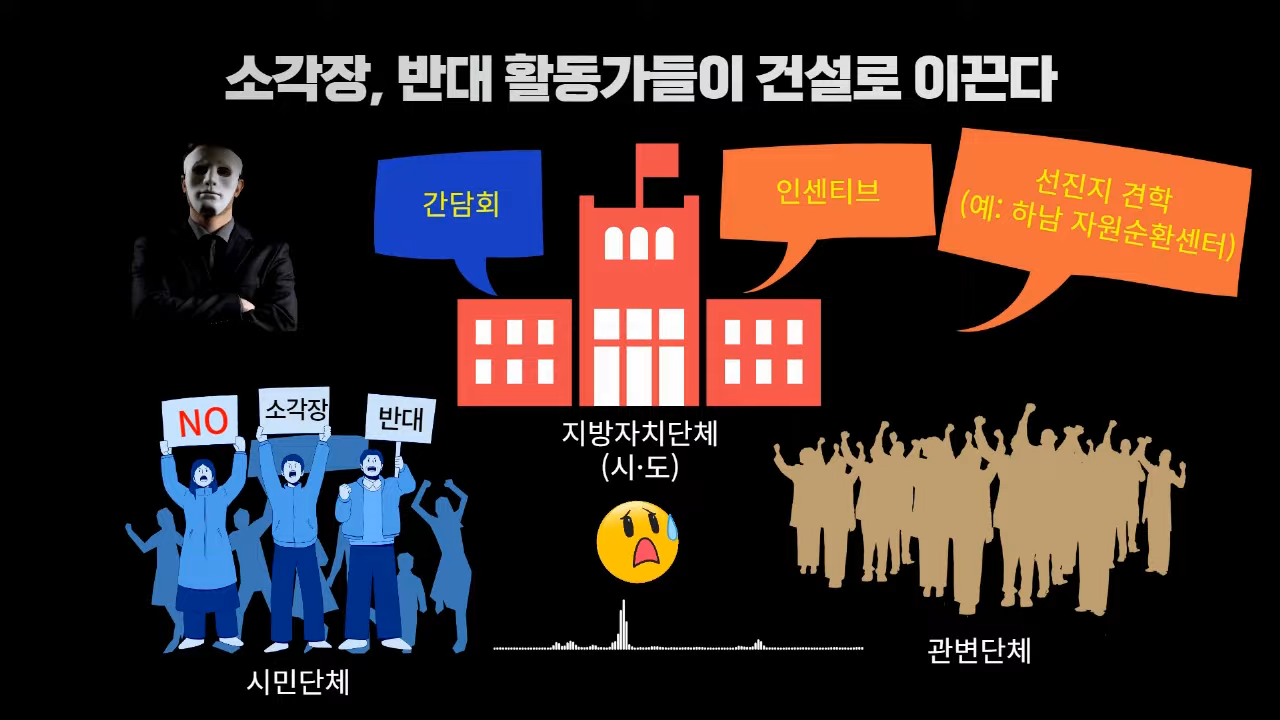 소각장, 반대 활동가들이 건설로 이끈다
간담회
인센티브
선진지 견학
(예: 하남 자원순환센터)
NO
소각장
반대
지방자치단체
(시·도)
시민단체
관변단체